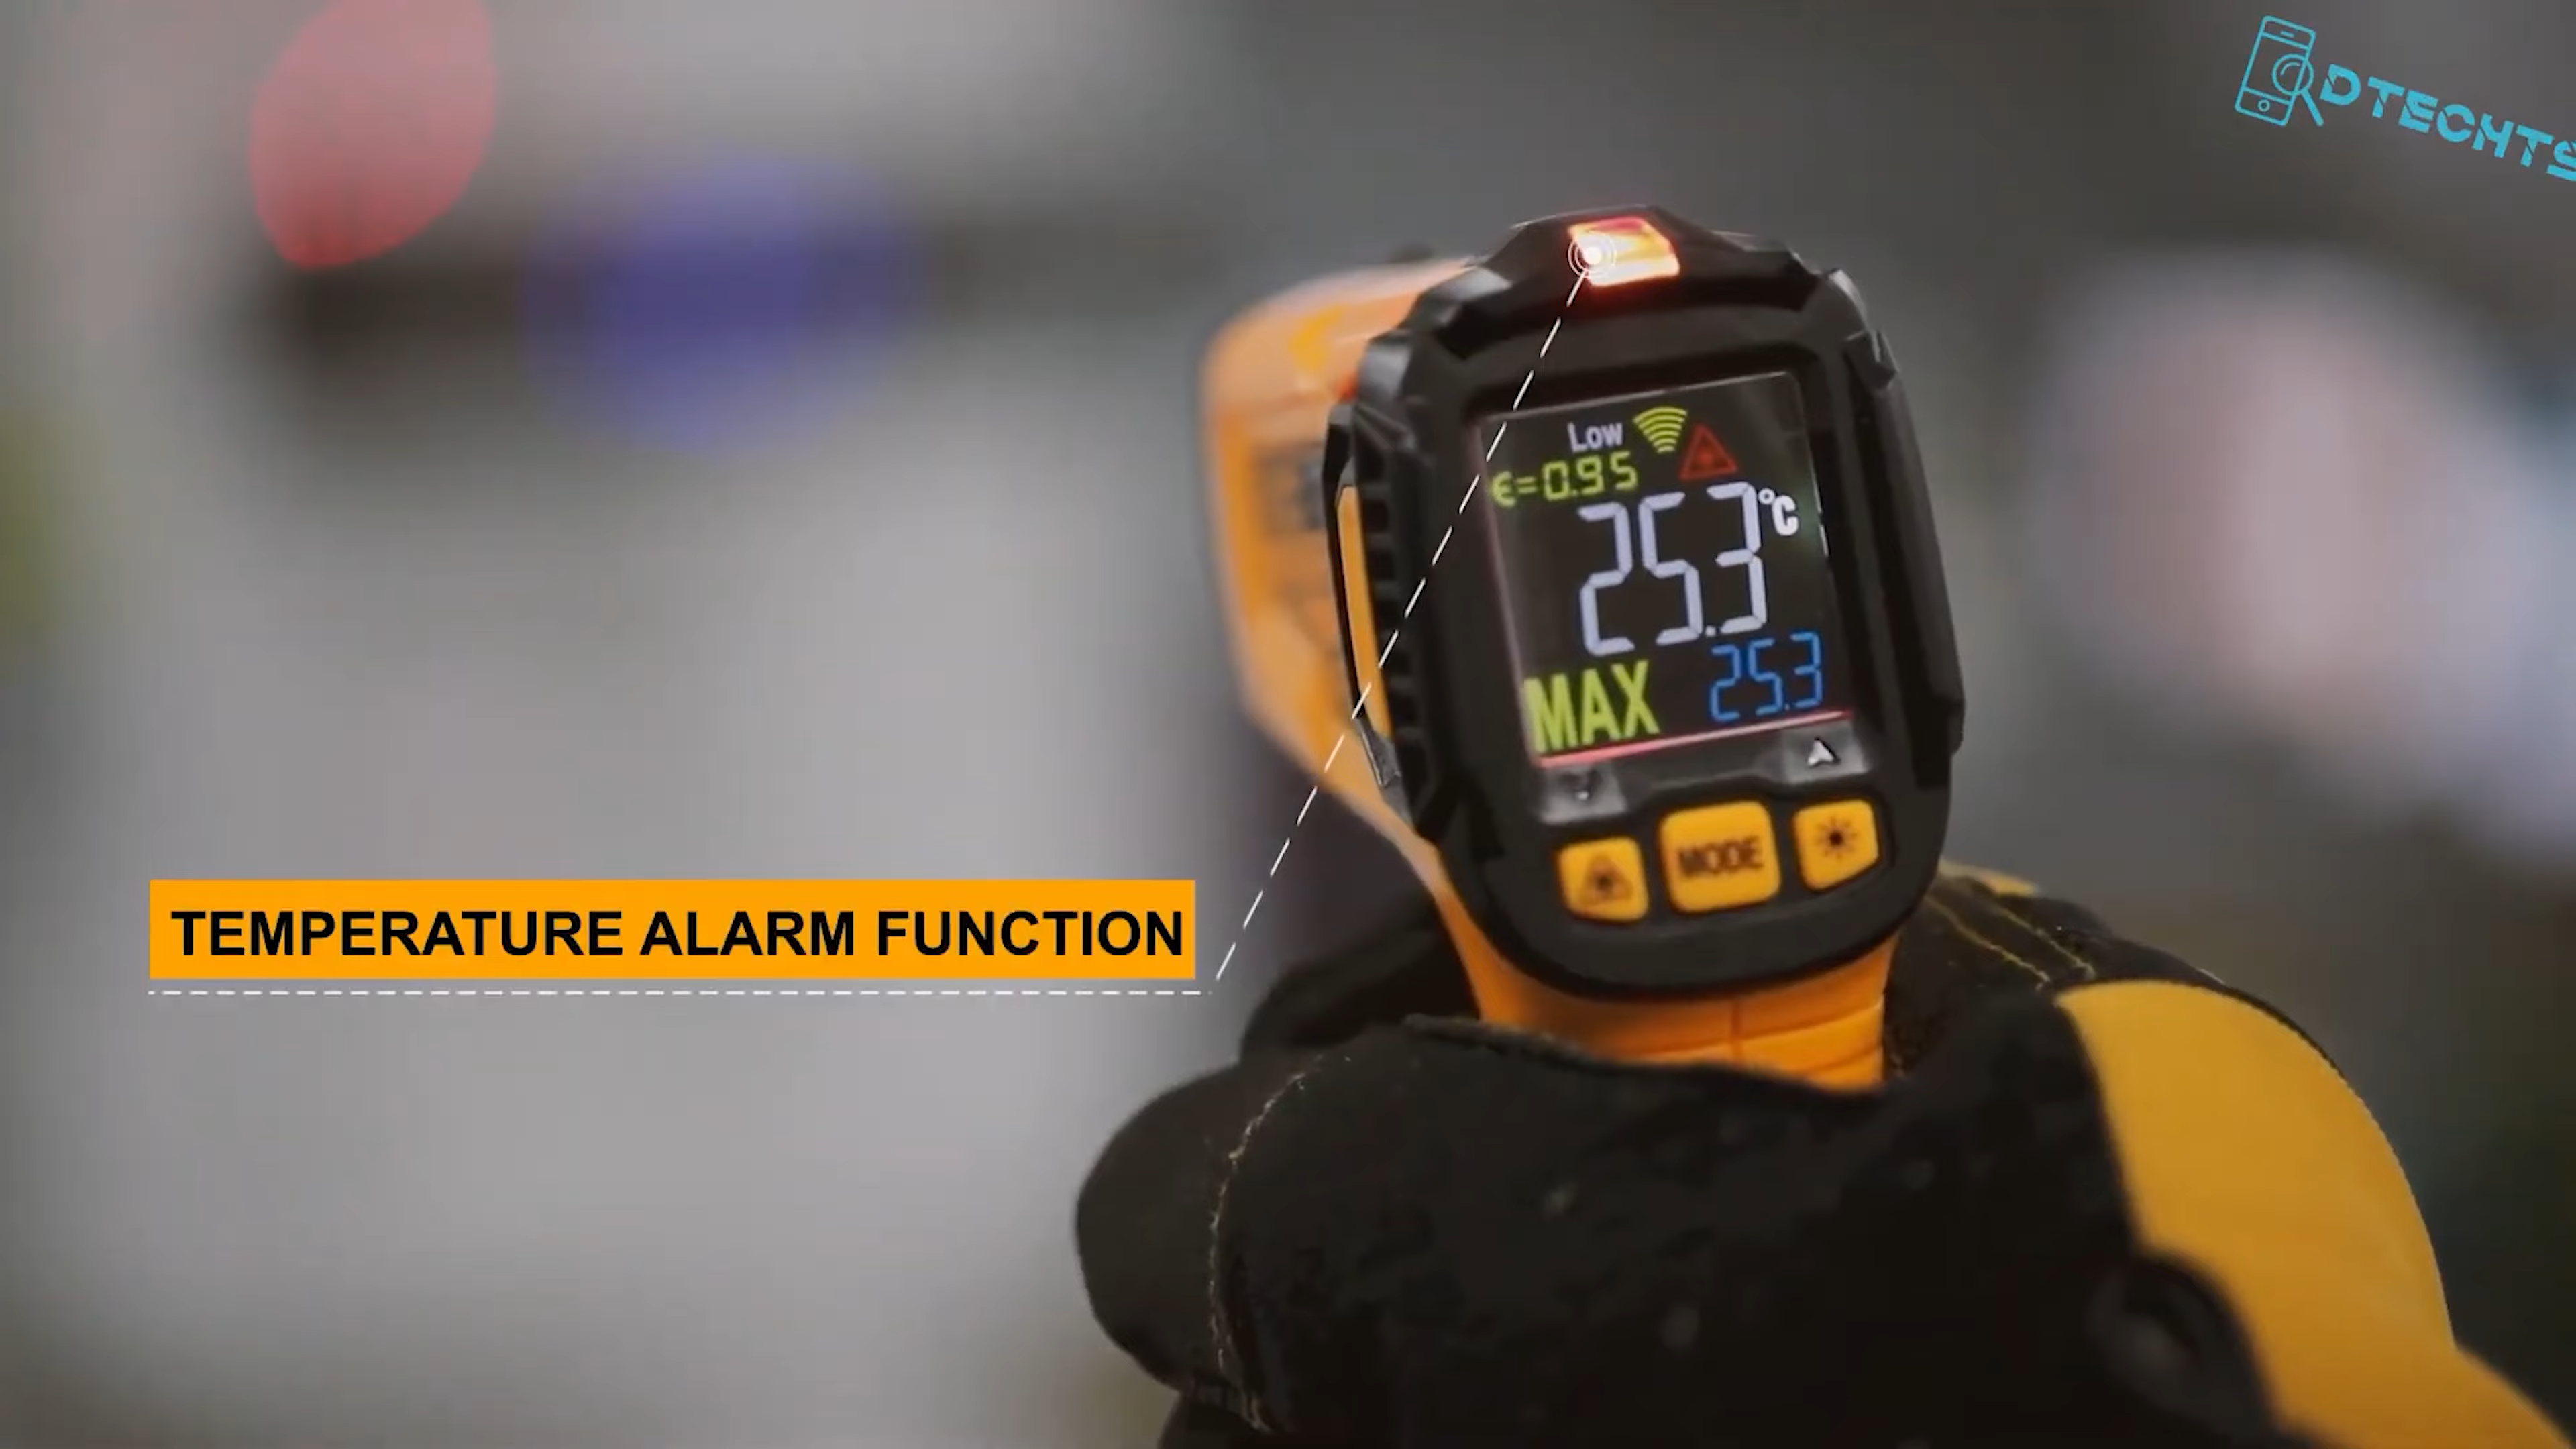 DTECHTS
Low
€=0.95
25.3°C
MAX 25.3
MODE
TEMPERATURE ALARM FUNCTION